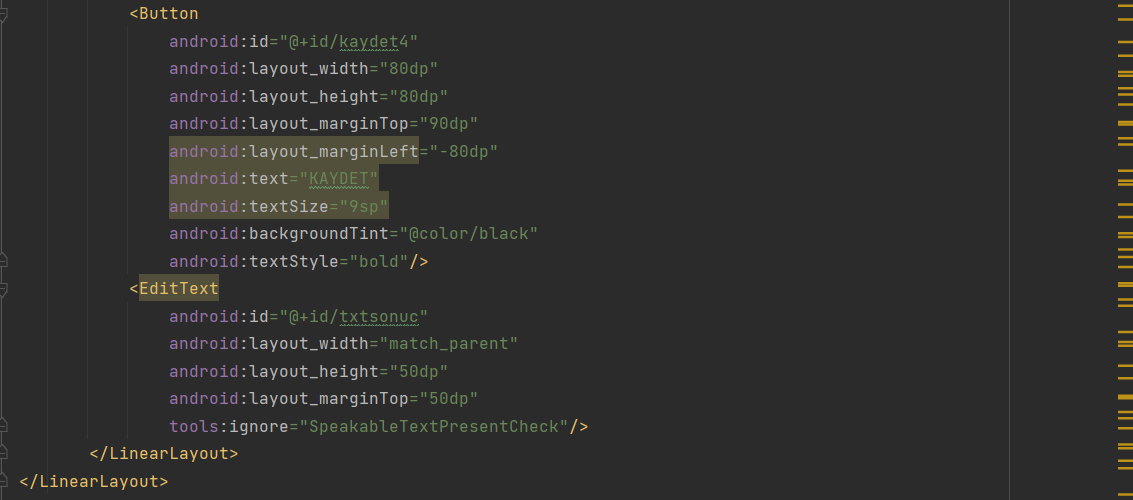 <Button
android:id="@+id/kaydet4"
android:layout_width="80dp"
android:layout_height="80dp"
android:layout_marginTop="90dp"
android:layout_marginLeft="-80dp"
android:text="KAYDET"
android:textSize="9sp"
android:backgroundTint="@color/black"
android:textStyle="bold"/>
<EditText
android:id="@+id/txtsonuc"
android:layout_width="match_parent"
android:layout_height="50dp"
android:layout_marginTop="50dp"
tools:ignore="SpeakableTextPresentCheck"/>
</LinearLayout>
</LinearLayout>